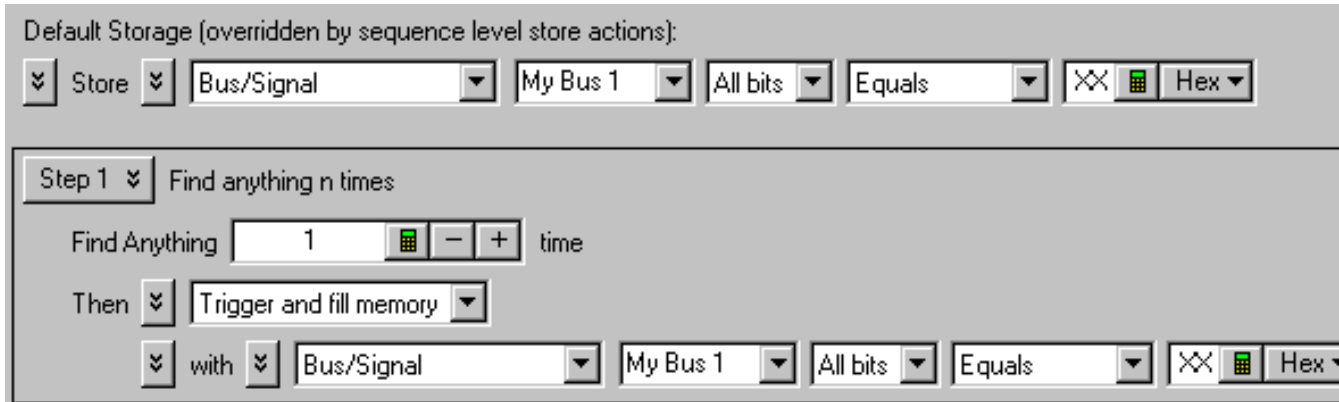 Default Storage (overridden by sequence level store actions):
Store Bus/Signal My Bus 1 All bits Equals XX Hex
Step 1 Find anything n times
Find Anything 1 − + time
Then Trigger and fill memory
with Bus/Signal My Bus 1 All bits Equals XX Hex